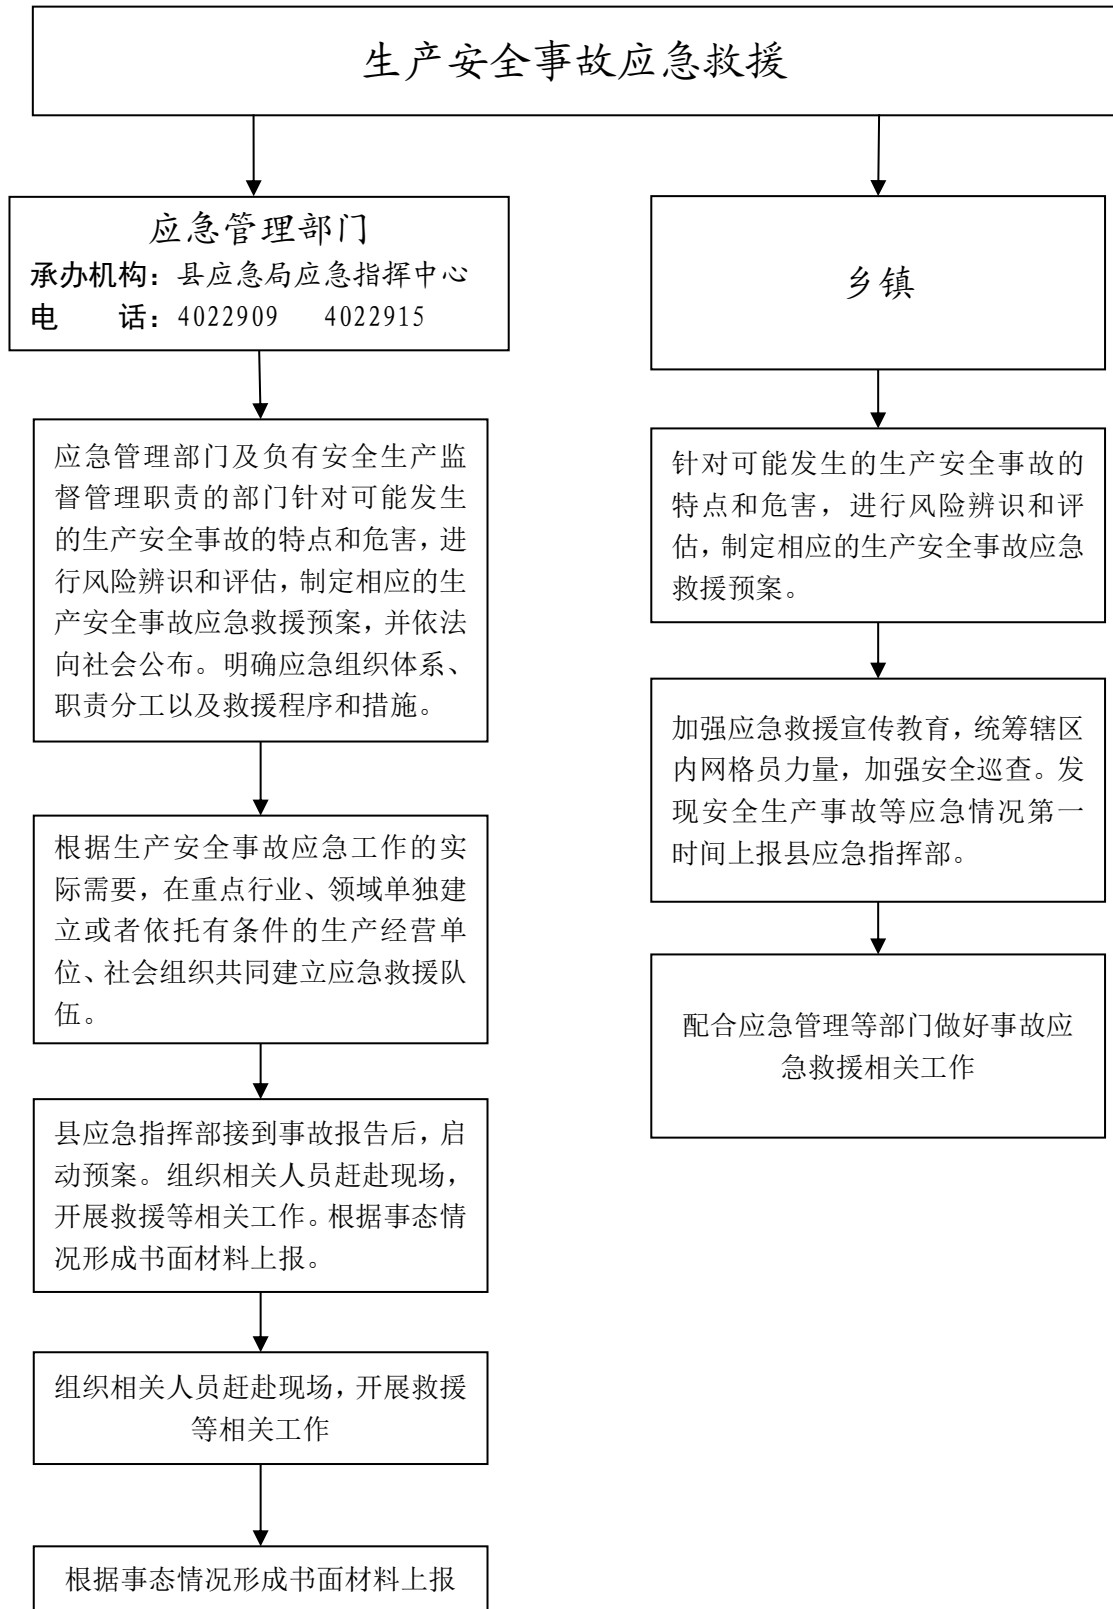 生产安全事故应急救援
应急管理部门
承办机构：县应急局应急指挥中心
电　　话：4022909　4022915
应急管理部门及负有安全生产监
督管理职责的部门针对可能发生
的生产安全事故的特点和危害，进
行风险辨识和评估，制定相应的生
产安全事故应急救援预案，并依法
向社会公布。明确应急组织体系、
职责分工以及救援程序和措施。
根据生产安全事故应急工作的实
际需要，在重点行业、领域单独建
立或者依托有条件的生产经营单
位、社会组织共同建立应急救援队
伍。
县应急指挥部接到事故报告后，启
动预案。组织相关人员赶赴现场，
开展救援等相关工作。根据事态情
况形成书面材料上报。
组织相关人员赶赴现场，开展救援
等相关工作
根据事态情况形成书面材料上报
乡镇
针对可能发生的生产安全事故的
特点和危害，进行风险辨识和评
估，制定相应的生产安全事故应急
救援预案。
加强应急救援宣传教育，统筹辖区
内网格员力量，加强安全巡查。发
现安全生产事故等应急情况第一
时间上报县应急指挥部。
配合应急管理等部门做好事故应
急救援相关工作